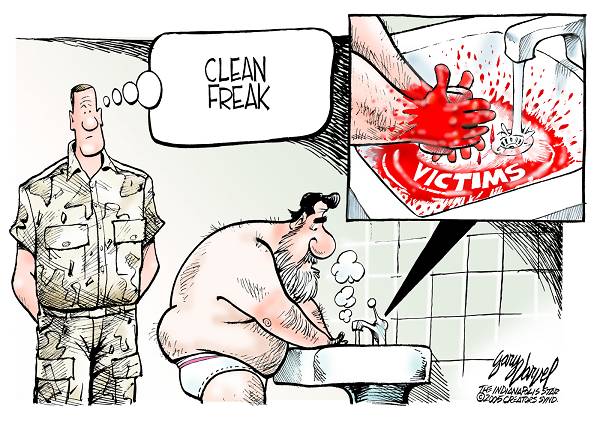 CLEAN
FREAK
VICTIMS
Gary Varvel
THE INDIANAPOLIS STAR
©2005 CREATORS SYND.